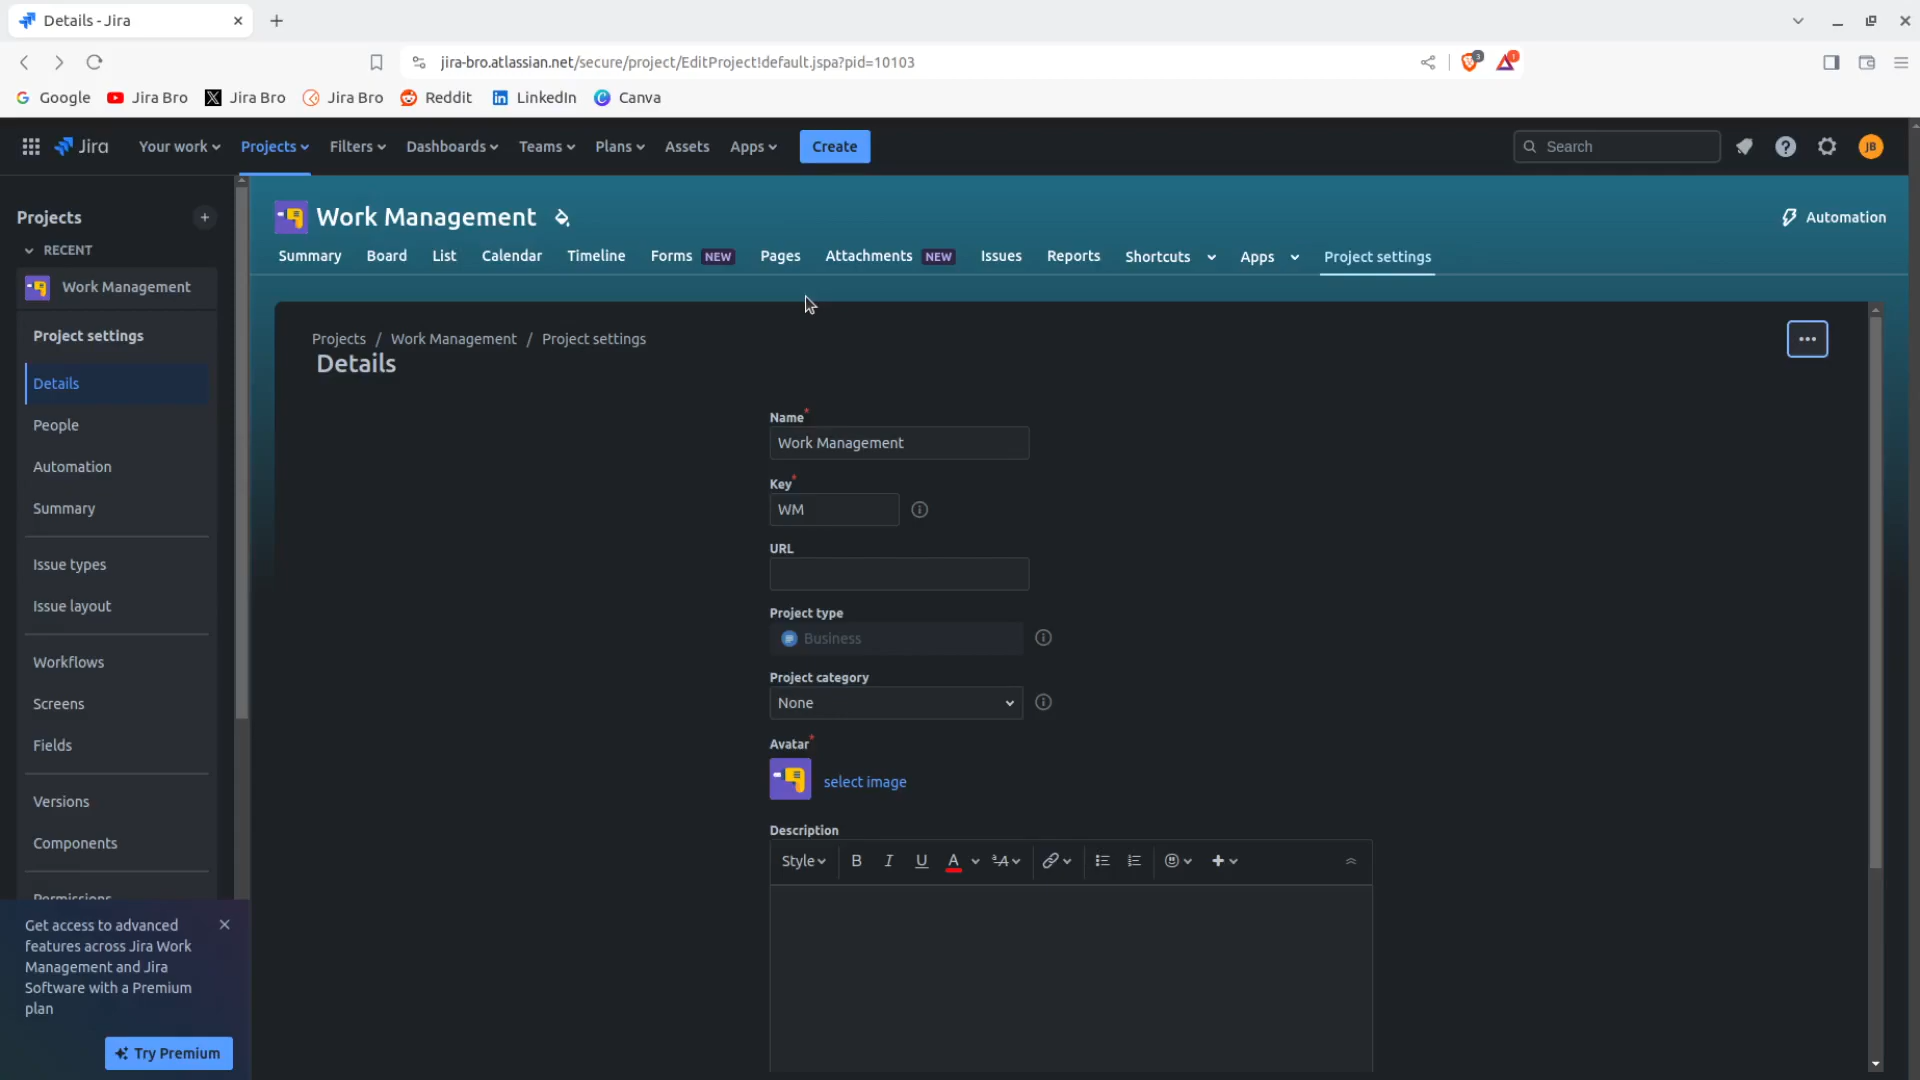 Details - Jira
jira-bro.atlassian.net/secure/project/EditProject!default.jspa?pid=10103
3
1
Google
Jira Bro
Jira Bro
Jira Bro
Reddit
LinkedIn
Canva
Jira
Your work
Projects
Filters
Dashboards
Teams
Plans
Assets
Apps
Create
Search
JB
Projects
RECENT
Work Management
Project settings
Details
People
Automation
Summary
Issue types
Issue layout
Workflows
Screens
Fields
Versions
Components
Permissions
Get access to advanced
features across Jira Work
Management and Jira
Software with a Premium
plan
Try Premium
Work Management
Automation
Summary
Board
List
Calendar
Timeline
Forms NEW
Pages
Attachments NEW
Issues
Reports
Shortcuts
Apps
Project settings
Projects / Work Management / Project settings
Details
Name*
Work Management
Key*
WM
URL
Project type
Business
Project category
None
Avatar*
select image
Description
Style
B I U A ᵃA